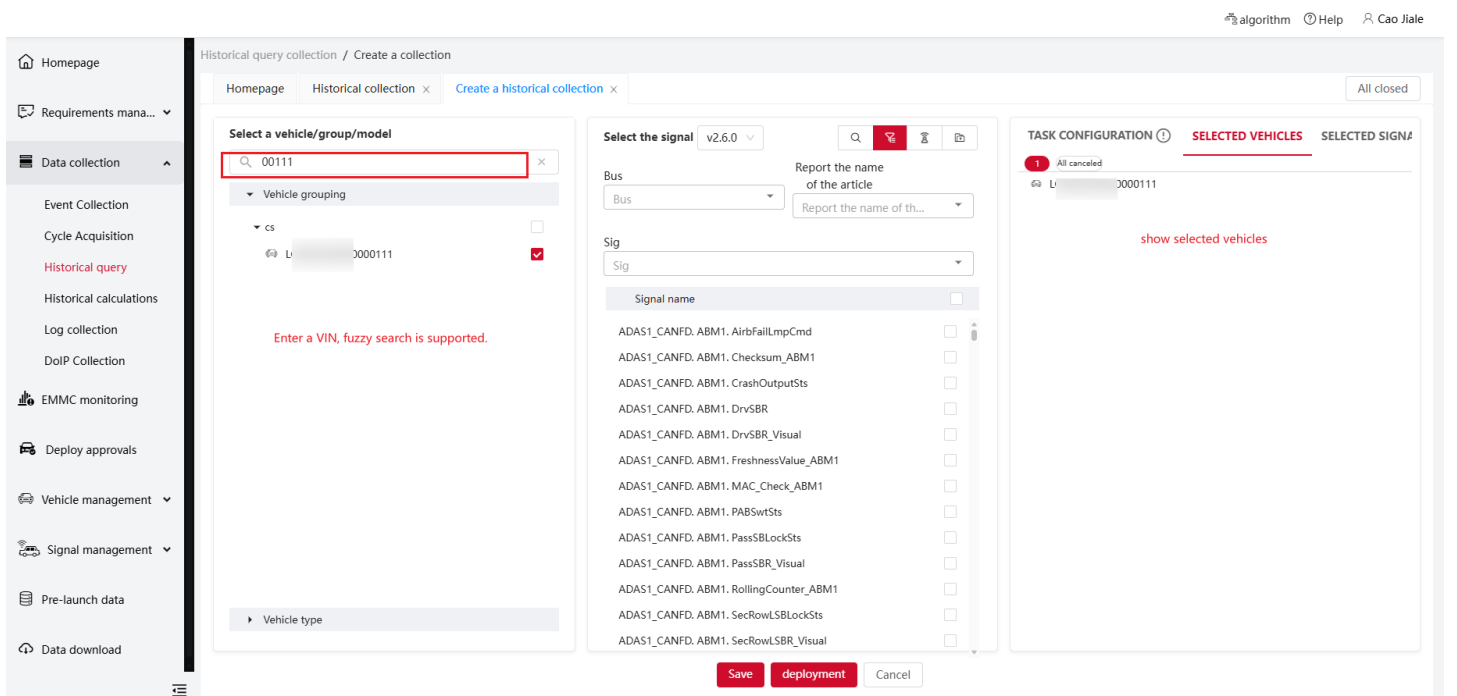 algorithm Help Cao Jiale
Homepage
Requirements mana...
Data collection
Event Collection
Cycle Acquisition
Historical query
Historical calculations
Log collection
DoIP Collection
EMMC monitoring
Deploy approvals
Vehicle management
Signal management
Pre-launch data
Data download
Historical query collection / Create a collection
Homepage Historical collection × Create a historical collection × All closed
Select a vehicle/group/model
00111
Vehicle grouping
cs
0000111
Enter a VIN, fuzzy search is supported.
Vehicle type
Select the signal v2.6.0
Bus
Bus
Report the name
of the article
Report the name of th...
Sig
Sig
Signal name
ADAS1_CANFD. ABM1. AirbFailLmpCmd
ADAS1_CANFD. ABM1. Checksum_ABM1
ADAS1_CANFD. ABM1. CrashOutputSts
ADAS1_CANFD. ABM1. DrvSBR
ADAS1_CANFD. ABM1. DrvSBR_Visual
ADAS1_CANFD. ABM1. FreshnessValue_ABM1
ADAS1_CANFD. ABM1. MAC_Check_ABM1
ADAS1_CANFD. ABM1. PABSwtSts
ADAS1_CANFD. ABM1. PassSBLockSts
ADAS1_CANFD. ABM1. PassSBR_Visual
ADAS1_CANFD. ABM1. RollingCounter_ABM1
ADAS1_CANFD. ABM1. SecRowLSBLockSts
ADAS1_CANFD. ABM1. SecRowLSBR_Visual
TASK CONFIGURATION SELECTED VEHICLES SELECTED SIGNA
1 All canceled
0000111
show selected vehicles
Save deployment Cancel